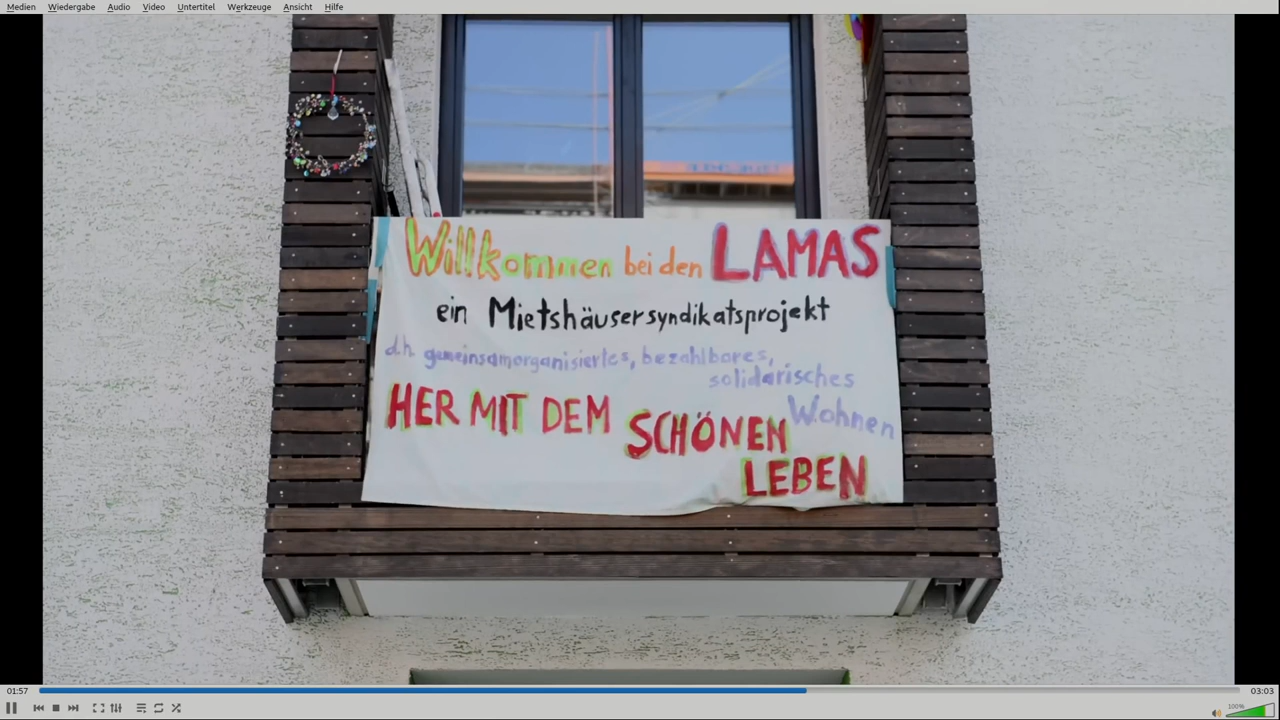 Medien Wiedergabe Audio Video Untertitel Werkzeuge Ansicht Hilfe
Willkommen bei den LAMAS
ein Mietshäusersyndikatsprojekt
d.h. gemeinsamorganisiertes, bezahlbares,
solidarisches
Wohnen
HER MIT DEM SCHÖNEN
LEBEN
01:57 03:03
100%